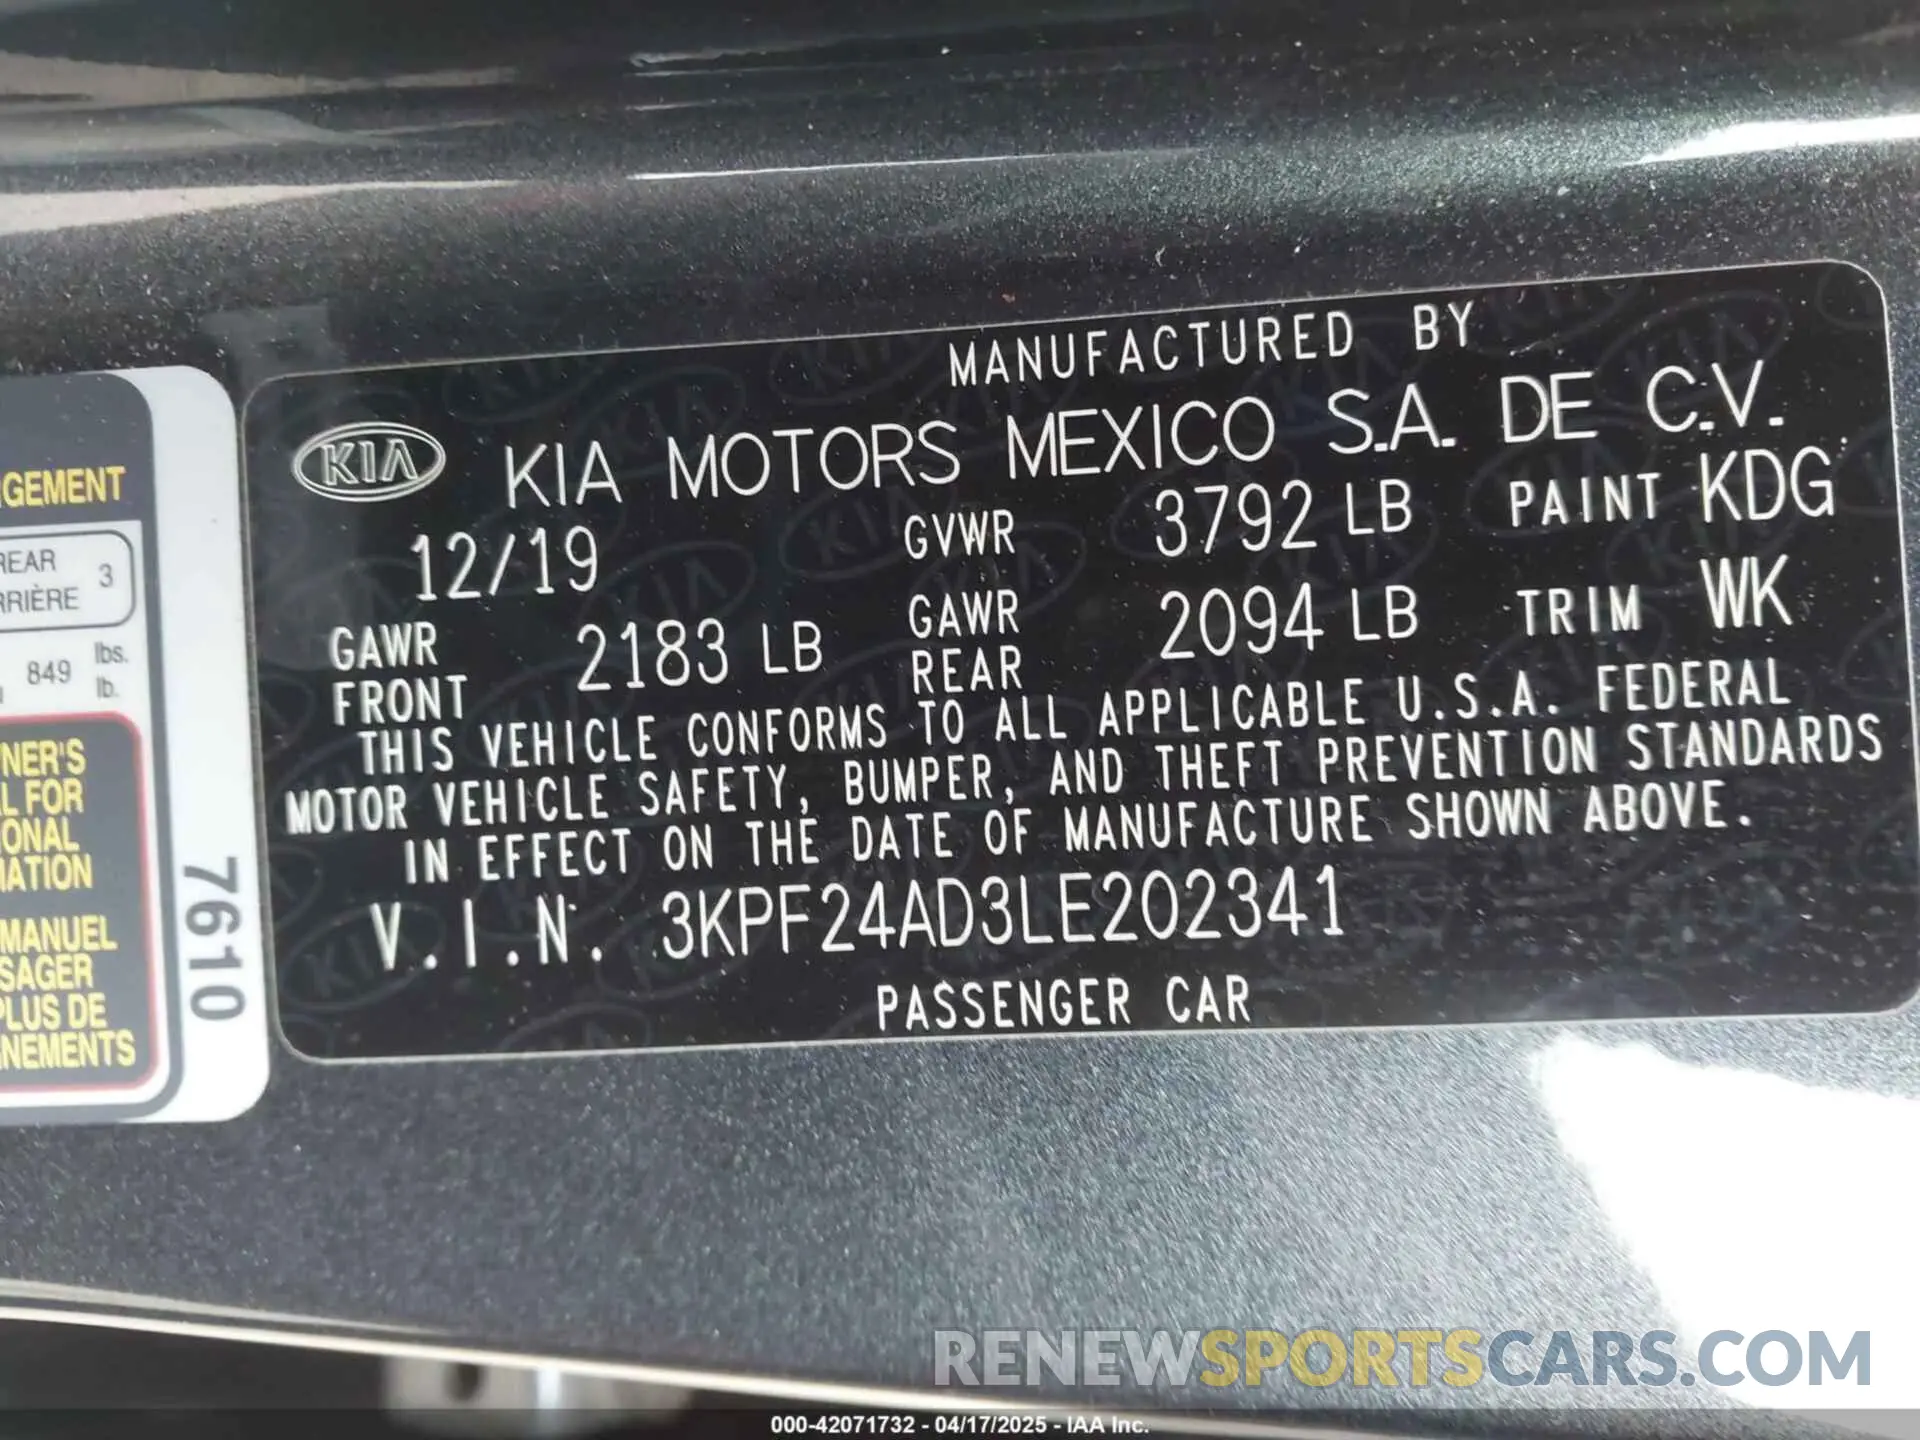 MANUFACTURED BY
KIA KIA MOTORS MEXICO S.A. DE C.V.
12/19 GVWR 3792 LB PAINT KDG
GAWR FRONT 2183 LB GAWR REAR 2094 LB TRIM WK
THIS VEHICLE CONFORMS TO ALL APPLICABLE U.S.A. FEDERAL
MOTOR VEHICLE SAFETY, BUMPER, AND THEFT PREVENTION STANDARDS
IN EFFECT ON THE DATE OF MANUFACTURE SHOWN ABOVE.
V.I.N. 3KPF24AD3LE202341
PASSENGER CAR
GEMENT
REAR
RRIÈRE 3
849 lbs.
lb.
NER'S
L FOR
IONAL
MATION
MANUEL
SAGER
PLUS DE
GNEMENTS
7610
RENEWSPORTSCARS.COM
000-42071732 - 04/17/2025 - IAA Inc.